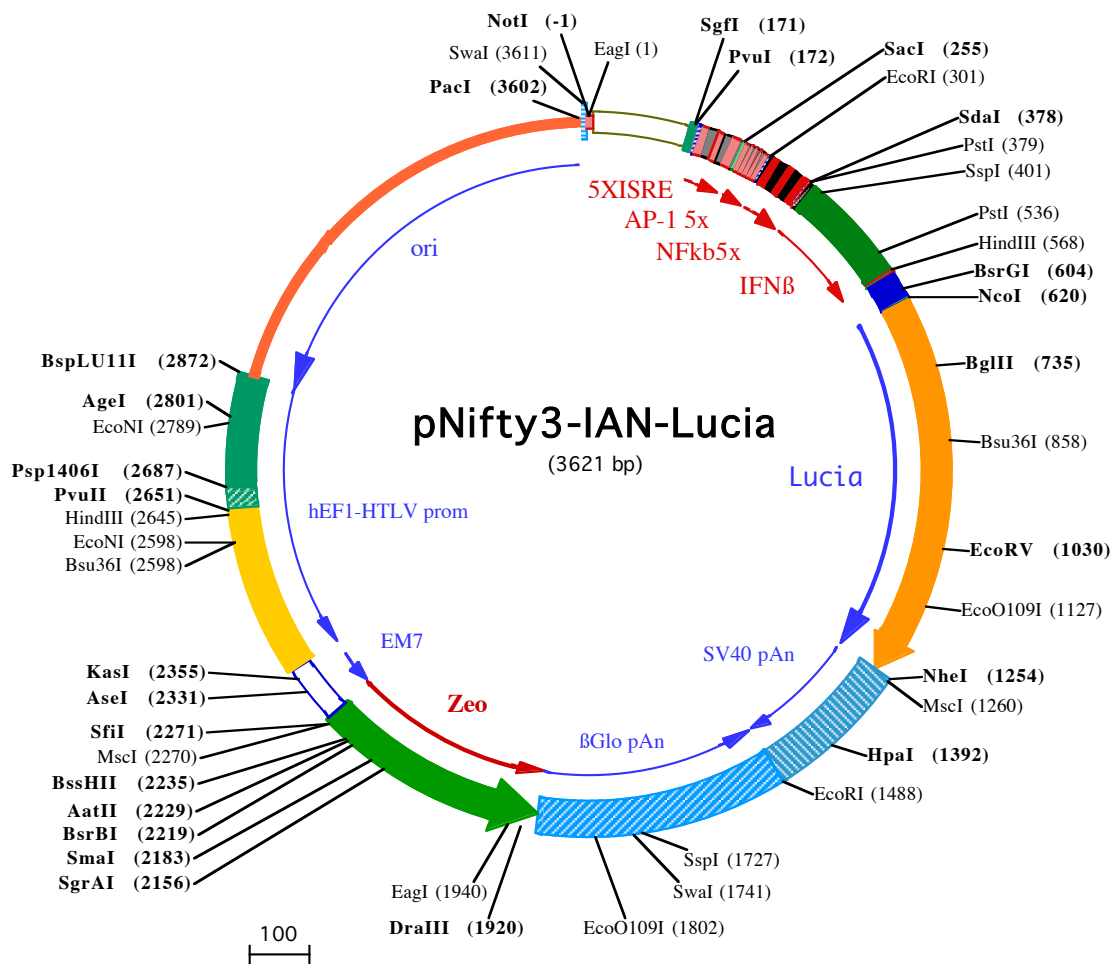 NotI (-1)
SwaI (3611)
EagI (1)
PacI (3602)
SgfI (171)
PvuI (172)
SacI (255)
EcoRI (301)
SdaI (378)
PstI (379)
SspI (401)
PstI (536)
HindIII (568)
BsrGI (604)
NcoI (620)
BglII (735)
Bsu36I (858)
EcoRV (1030)
EcoO109I (1127)
NheI (1254)
MscI (1260)
HpaI (1392)
EcoRI (1488)
SspI (1727)
SwaI (1741)
EcoO109I (1802)
DraIII (1920)
EagI (1940)
SgrAI (2156)
SmaI (2183)
BsrBI (2219)
AatII (2229)
BssHII (2235)
MscI (2270)
SfiI (2271)
AseI (2331)
KasI (2355)
Bsu36I (2598)
EcoNI (2598)
HindIII (2645)
PvuII (2651)
Psp1406I (2687)
EcoNI (2789)
AgeI (2801)
BspLU11I (2872)
5XISRE
AP-1 5x
NFkb5x
IFNß
ori
pNifty3-IAN-Lucia
(3621 bp)
Lucia
hEF1-HTLV prom
EM7
Zeo
SV40 pAn
ßGlo pAn
100